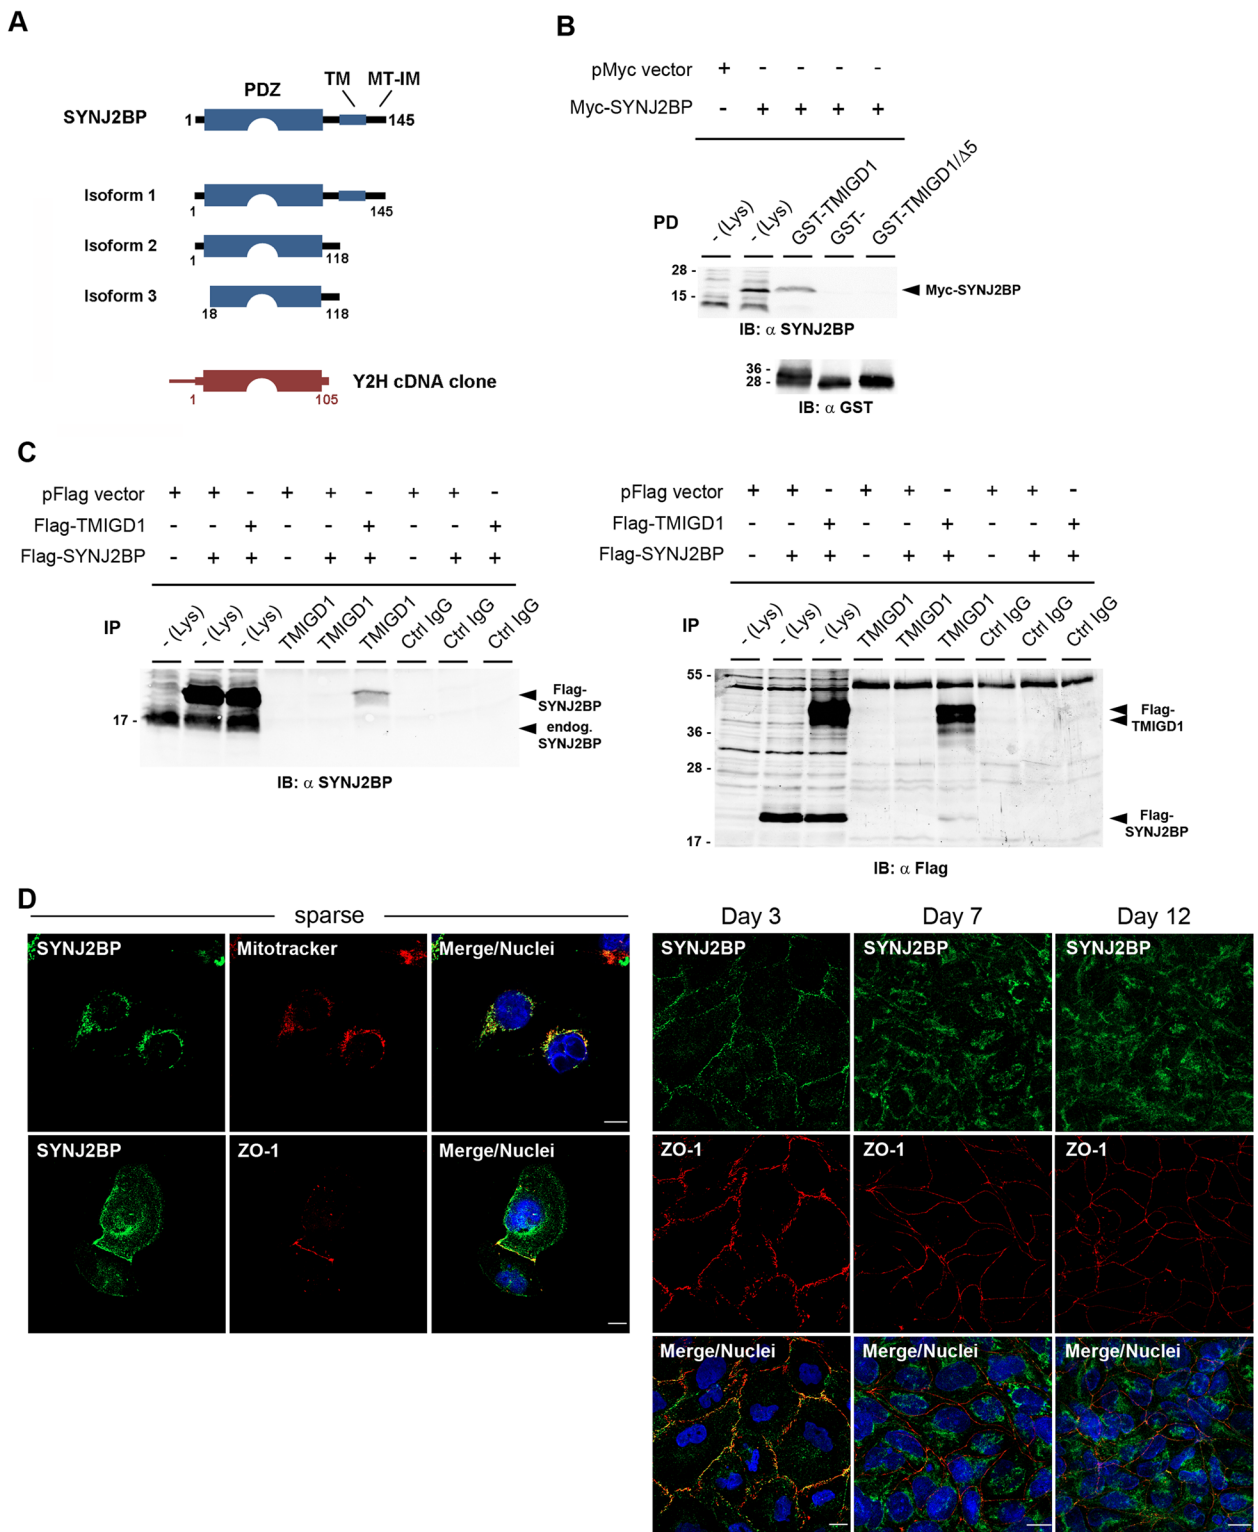 A
TM MT-IM
PDZ
SYNJ2BP 1 145
Isoform 1
1 145
Isoform 2
1 118
Isoform 3
18 118
Y2H cDNA clone
1 105
B
pMyc vector + - - - -
Myc-SYNJ2BP - + + + +
PD - (Lys) - (Lys) GST-TMIGD1 GST- GST-TMIGD1/Δ5
28 -
15 -
Myc-SYNJ2BP
IB: α SYNJ2BP
36 -
28 -
IB: α GST
C
pFlag vector + + - + + - + + -
Flag-TMIGD1 - - + - - + - - +
Flag-SYNJ2BP - + + - + + - + +
IP - (Lys) - (Lys) - (Lys) TMIGD1 TMIGD1 TMIGD1 Ctrl IgG Ctrl IgG Ctrl IgG
17 -
Flag-
SYNJ2BP
endog.
SYNJ2BP
IB: α SYNJ2BP
pFlag vector + + - + + - + + -
Flag-TMIGD1 - - + - - + - - +
Flag-SYNJ2BP - + + - + + - + +
IP - (Lys) - (Lys) - (Lys) TMIGD1 TMIGD1 TMIGD1 Ctrl IgG Ctrl IgG Ctrl IgG
55 -
36 -
28 -
17 -
Flag-
TMIGD1
Flag-
SYNJ2BP
IB: α Flag
D
sparse
SYNJ2BP Mitotracker Merge/Nuclei
SYNJ2BP ZO-1 Merge/Nuclei
Day 3 Day 7 Day 12
SYNJ2BP SYNJ2BP SYNJ2BP
ZO-1 ZO-1 ZO-1
Merge/Nuclei Merge/Nuclei Merge/Nuclei